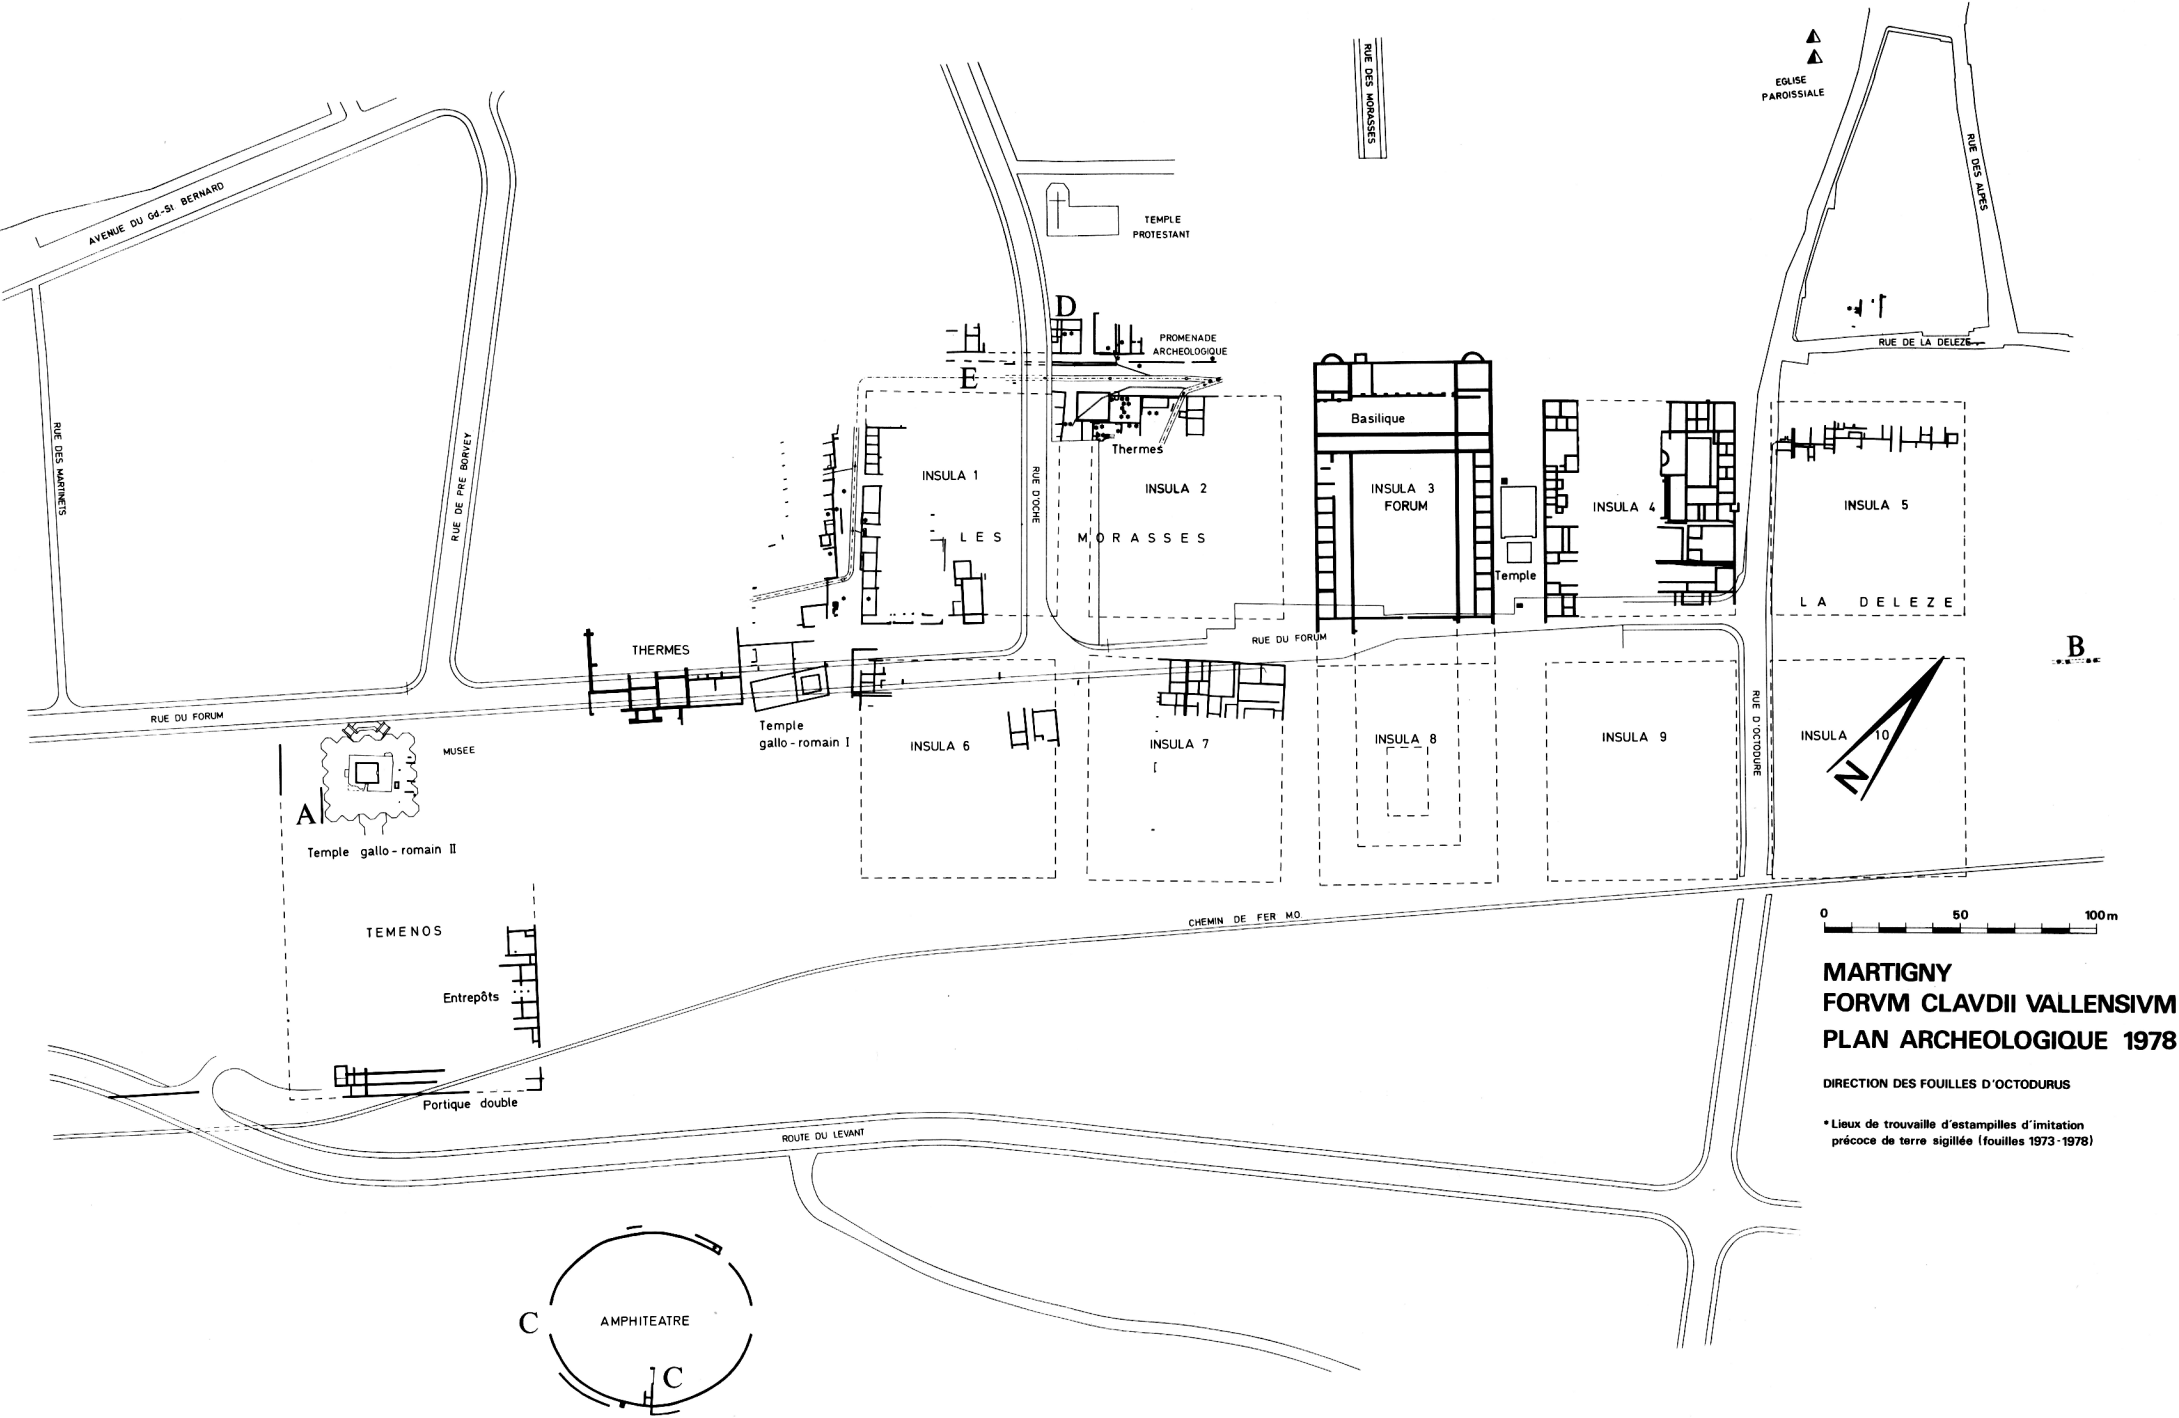 RUE DES MORASSES
EGLISE
PAROISSIALE
RUE DES ALPES
AVENUE DU Gd-St BERNARD
TEMPLE
PROTESTANT
D
PROMENADE
ARCHEOLOGIQUE
RUE DE LA DELEZE
E
Basilique
Thermes
RUE DES MARTINETS
RUE DE PRE BORVEY
INSULA 1
RUE D'OCHE
INSULA 2
INSULA 3
FORUM
INSULA 4
INSULA 5
LES MORASSES
Temple
LA DELEZE
THERMES
RUE DU FORUM
B
RUE DU FORUM
MUSEE
Temple
gallo-romain I
INSULA 6
INSULA 7
INSULA 8
INSULA 9
RUE D'OCTODURE
INSULA 10
N
A
Temple gallo-romain II
TEMENOS
Entrepôts
Portique double
CHEMIN DE FER M.O.
0 50 100m
MARTIGNY
FORVM CLAVDII VALLENSIVM
PLAN ARCHEOLOGIQUE 1978
DIRECTION DES FOUILLES D'OCTODURUS
* Lieux de trouvaille d'estampilles d'imitation
précoce de terre sigillée (fouilles 1973-1978)
ROUTE DU LEVANT
C
AMPHITEATRE
C